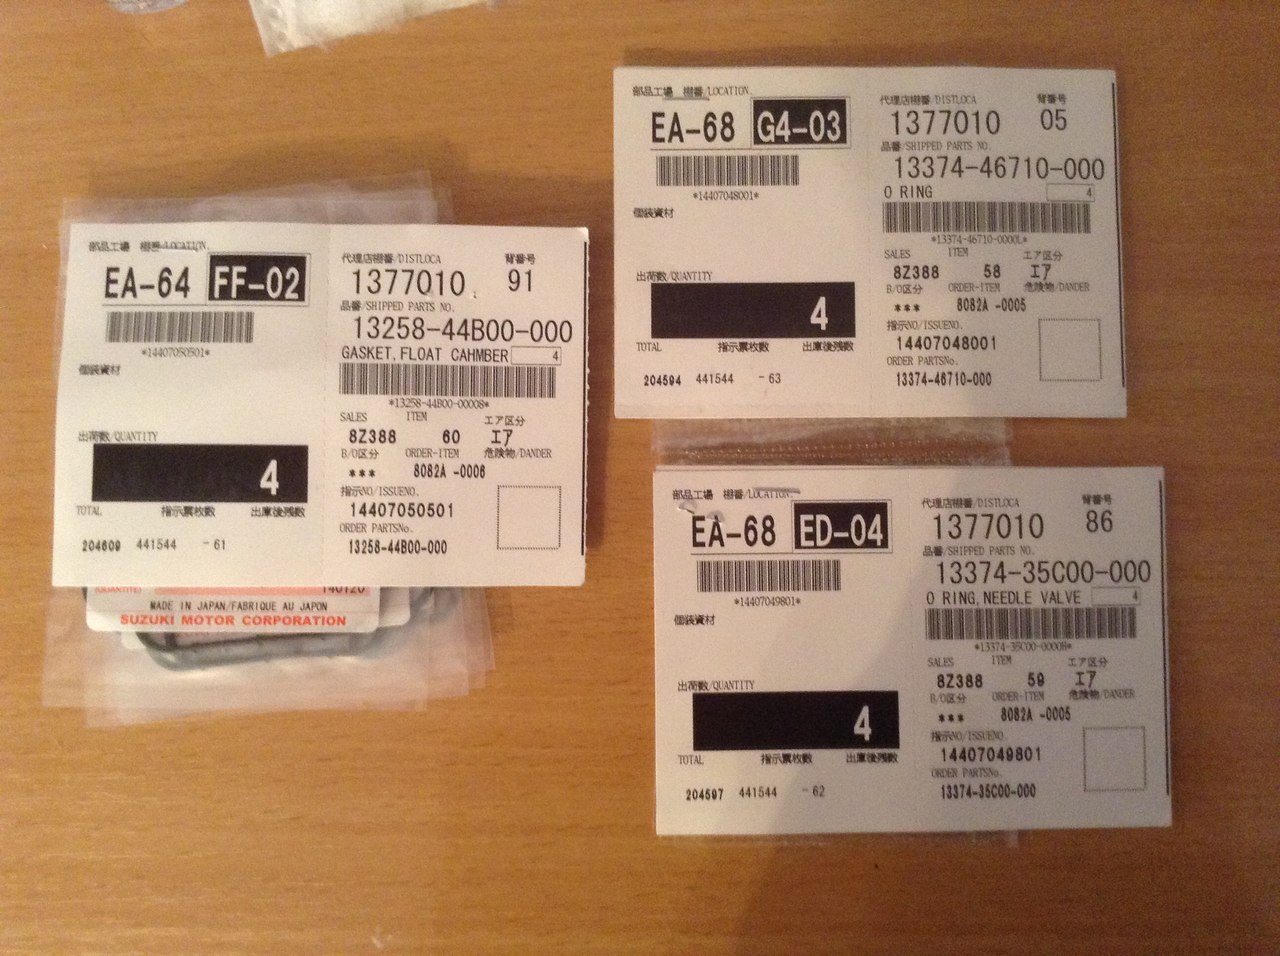 部品工場 棚番/LOCATION.
EA-64 FF-02
*14407050501*
個装資材
出荷数/QUANTITY
4
TOTAL 指示票枚数 出庫後残数
204609 441544 -61
代理店棚番/DISTLOCA 背番号
1377010 91
品番/SHIPPED PARTS NO.
13258-44B00-000
GASKET,FLOAT CAHMBER 4
*13258-44B00-00008*
SALES ITEM エア区分
8Z388 60 エア
B/O区分 ORDER-ITEM 危険物/DANDER
*** 8082A -0006
指示NO/ISSUENO.
14407050501
ORDER PARTSNo.
13258-44B00-000
(QUANTITE) 140120
MADE IN JAPAN/FABRIQUE AU JAPON
SUZUKI MOTOR CORPORATION
部品工場 棚番/LOCATION.
EA-68 G4-03
*14407048001*
個装資材
出荷数/QUANTITY
4
TOTAL 指示票枚数 出庫後残数
204594 441544 -63
代理店棚番/DISTLOCA 背番号
1377010 05
品番/SHIPPED PARTS NO.
13374-46710-000
O RING 4
*13374-46710-0000L*
SALES ITEM エア区分
8Z388 58 エア
B/O区分 ORDER-ITEM 危険物/DANDER
*** 8082A -0005
指示NO/ISSUENO.
14407048001
ORDER PARTSNo.
13374-46710-000
部品工場 棚番/LOCATION.
EA-68 ED-04
*14407049801*
個装資材
出荷数/QUANTITY
4
TOTAL 指示票枚数 出庫後残数
204597 441544 -62
代理店棚番/DISTLOCA 背番号
1377010 86
品番/SHIPPED PARTS NO.
13374-35C00-000
O RING,NEEDLE VALVE 4
*13374-35C00-0000H*
SALES ITEM エア区分
8Z388 59 エア
B/O区分 ORDER-ITEM 危険物/DANDER
*** 8082A -0005
指示NO/ISSUENO.
14407049801
ORDER PARTSNo.
13374-35C00-000